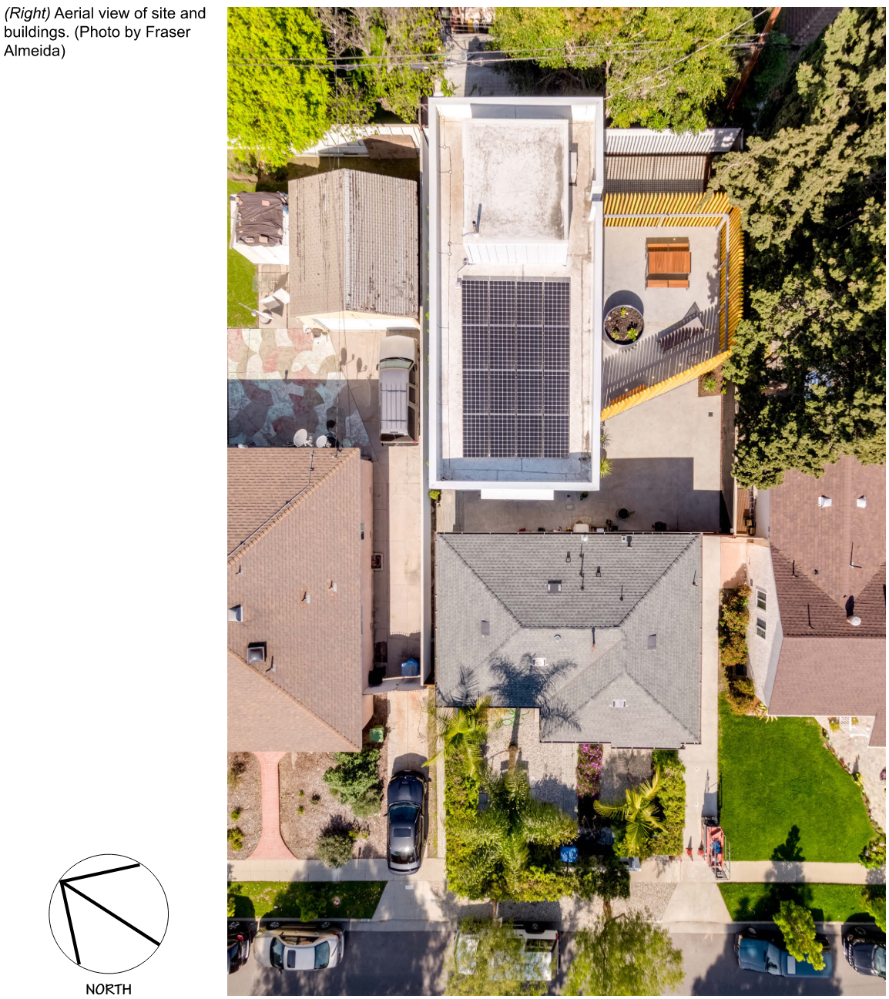 (Right) Aerial view of site and
buildings. (Photo by Fraser
Almeida)
NORTH